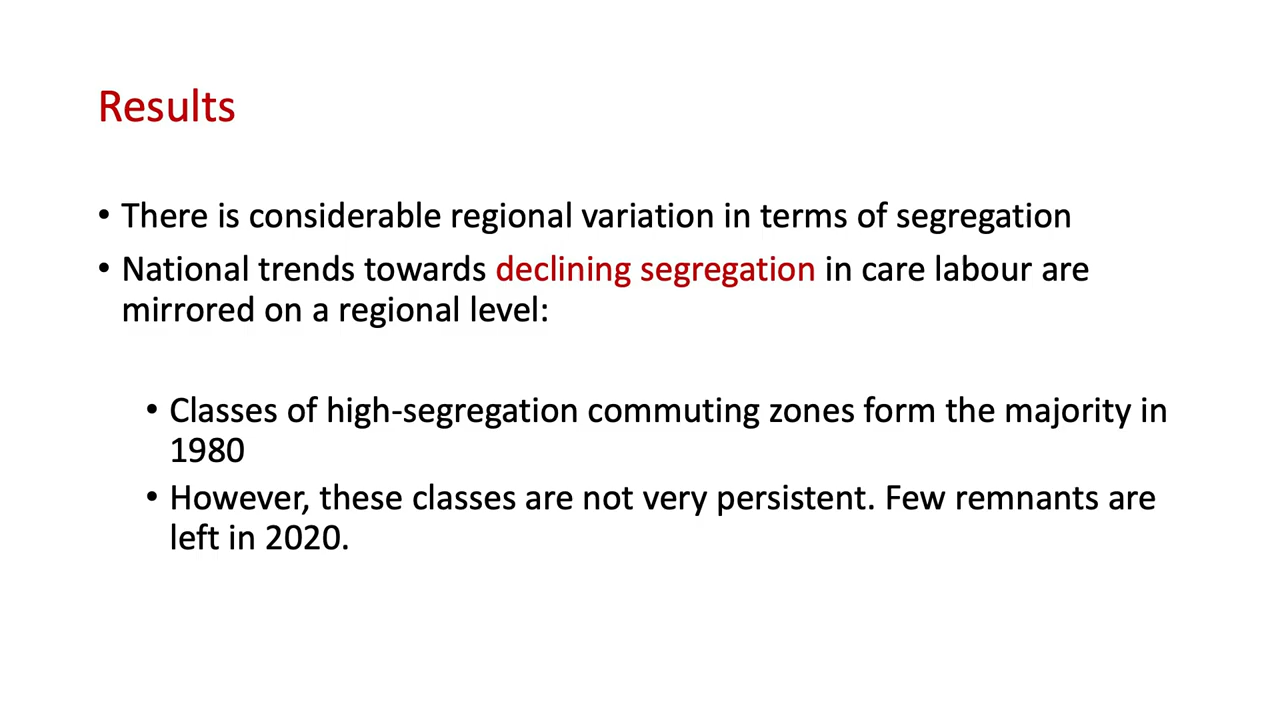 Results
• There is considerable regional variation in terms of segregation
• National trends towards declining segregation in care labour are
mirrored on a regional level:
• Classes of high-segregation commuting zones form the majority in
1980
• However, these classes are not very persistent. Few remnants are
left in 2020.